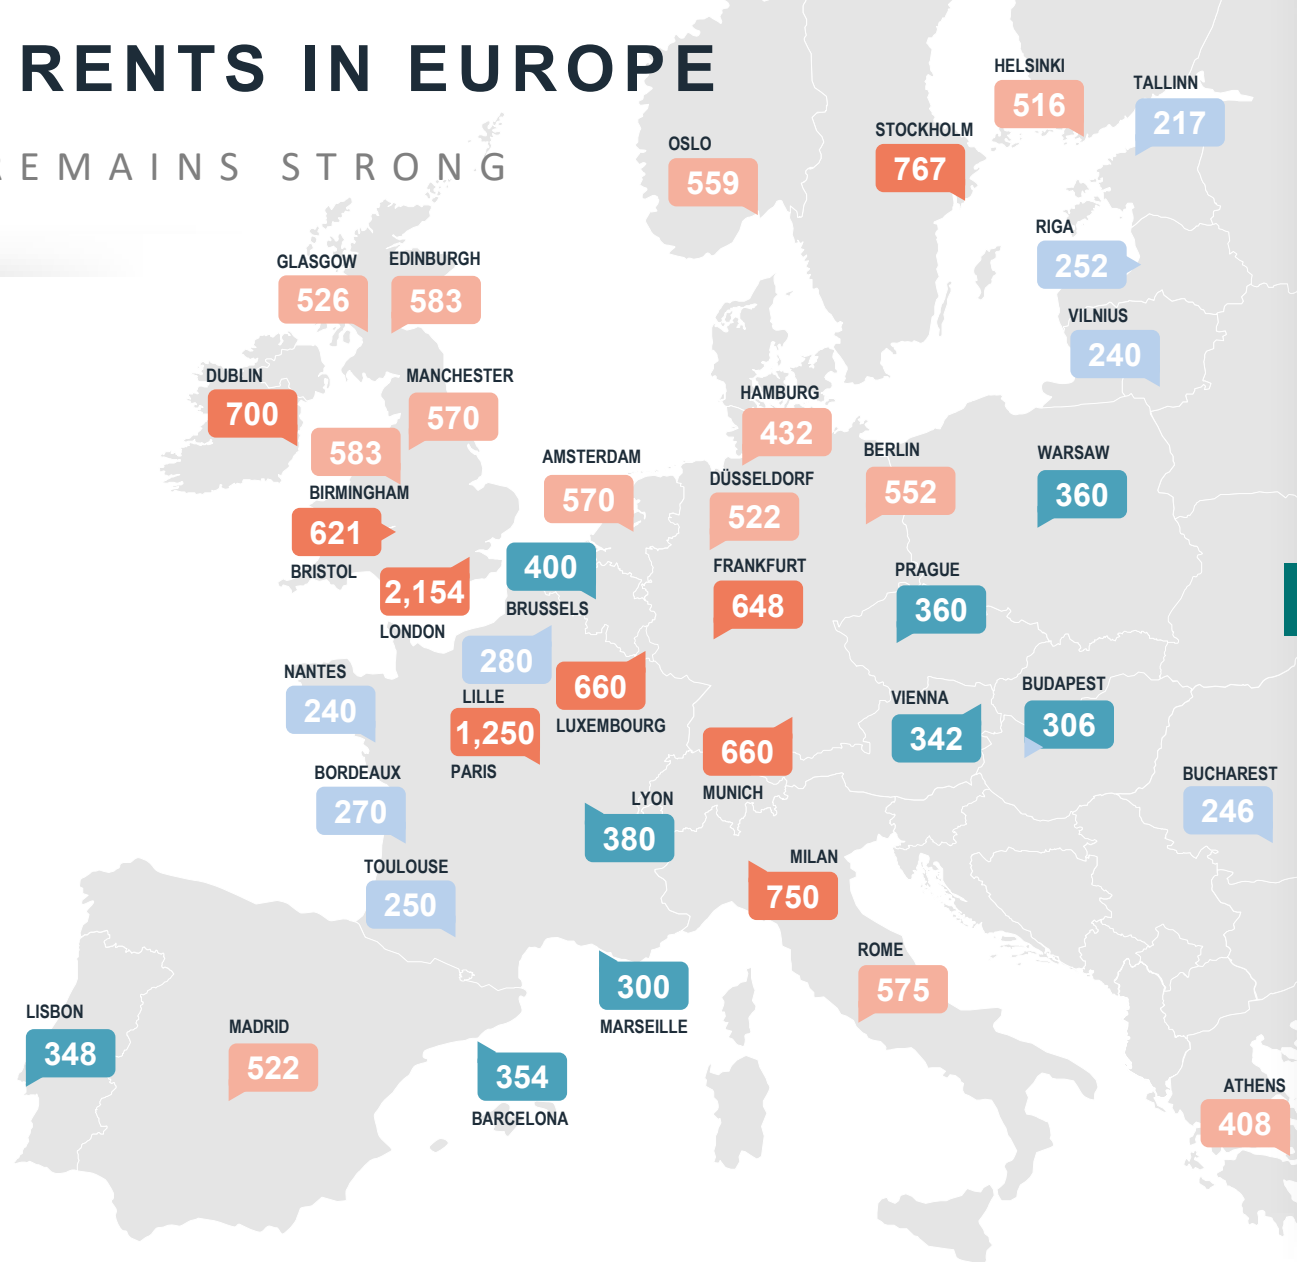 RENTS IN EUROPE
REMAINS STRONG
HELSINKI
516
TALLINN
217
STOCKHOLM
767
OSLO
559
RIGA
252
GLASGOW
526
EDINBURGH
583
VILNIUS
240
DUBLIN
700
MANCHESTER
570
HAMBURG
432
583
BIRMINGHAM
AMSTERDAM
570
BERLIN
552
WARSAW
360
DÜSSELDORF
522
621
BRISTOL
400
BRUSSELS
FRANKFURT
648
PRAGUE
360
2,154
LONDON
280
LILLE
NANTES
240
660
LUXEMBOURG
VIENNA
342
BUDAPEST
306
1,250
PARIS
660
MUNICH
BORDEAUX
270
LYON
380
BUCHAREST
246
TOULOUSE
250
MILAN
750
ROME
575
300
MARSEILLE
LISBON
348
MADRID
522
354
BARCELONA
ATHENS
408